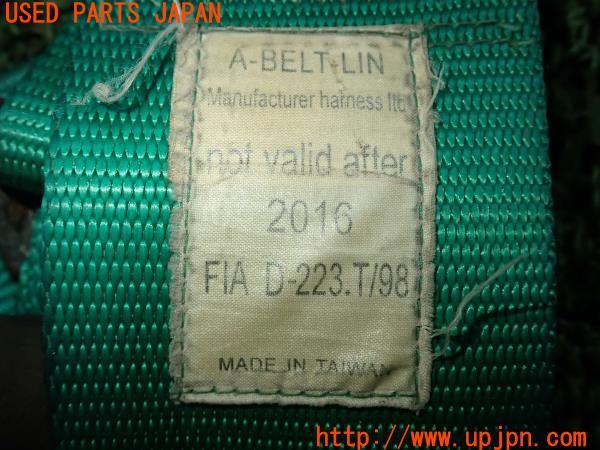 USED PARTS JAPAN
A-BELT-LIN
Manufacturer harness ltd
not valid after
2016
FIA D-223.T/98
MADE IN TAIWAN
http://www.upjpn.com/